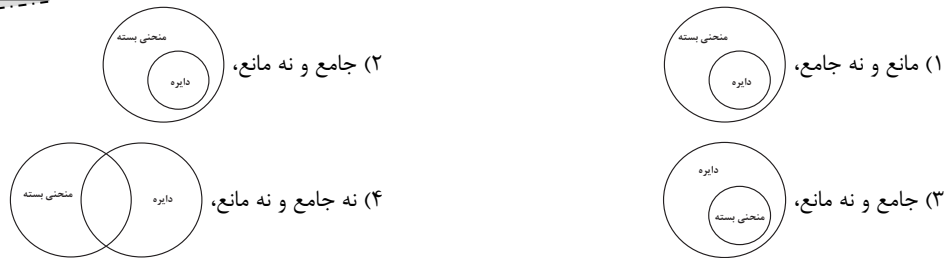 ۱) مانع و نه جامع، منحنی بسته دایره
۲) جامع و نه مانع، منحنی بسته دایره
۳) جامع و نه مانع، دایره منحنی بسته
۴) نه جامع و نه مانع، دایره منحنی بسته